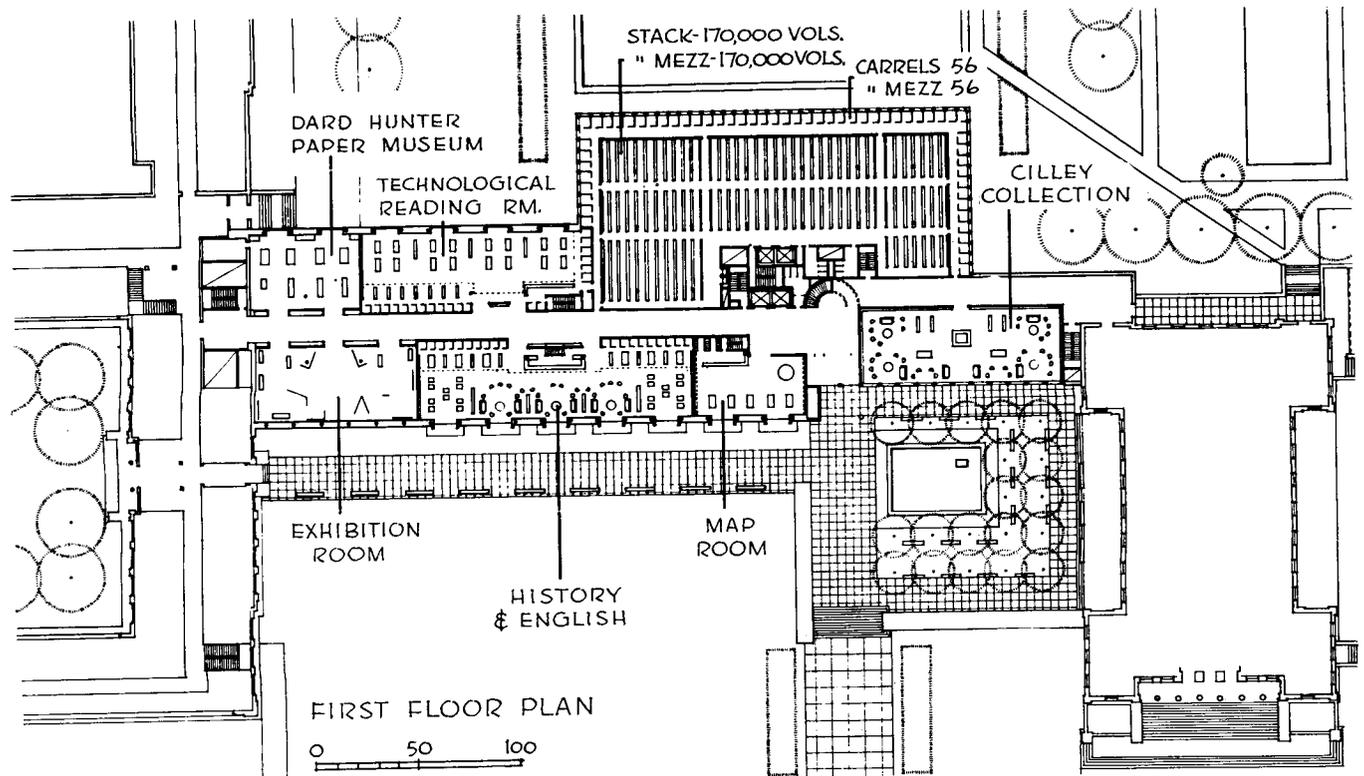 STACK-170,000 VOLS.
" MEZZ-170,000 VOLS.
CARRELS 56
" MEZZ 56
DARD HUNTER
PAPER MUSEUM
TECHNOLOGICAL
READING RM.
CILLEY
COLLECTION
EXHIBITION
ROOM
MAP
ROOM
HISTORY
& ENGLISH
FIRST FLOOR PLAN
0 50 100